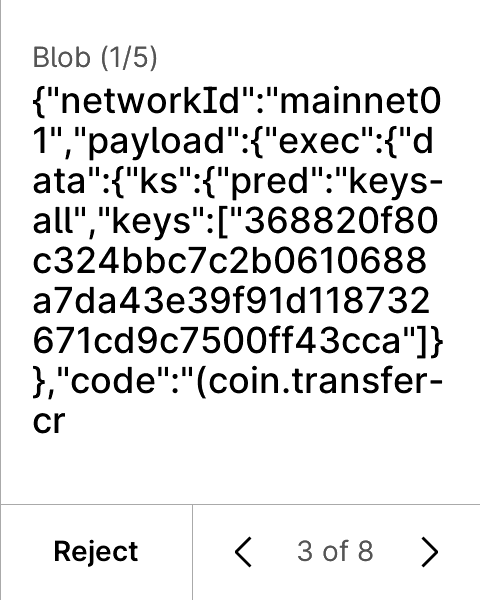 Blob (1/5)
{"networkId":"mainnet0
1","payload":{"exec":{"d
ata":{"ks":{"pred":"keys-
all","keys":["368820f80
c324bbc7c2b0610688
a7da43e39f91d118732
671cd9c7500ff43cca"]}
},"code":"(coin.transfer-
cr
Reject
3 of 8